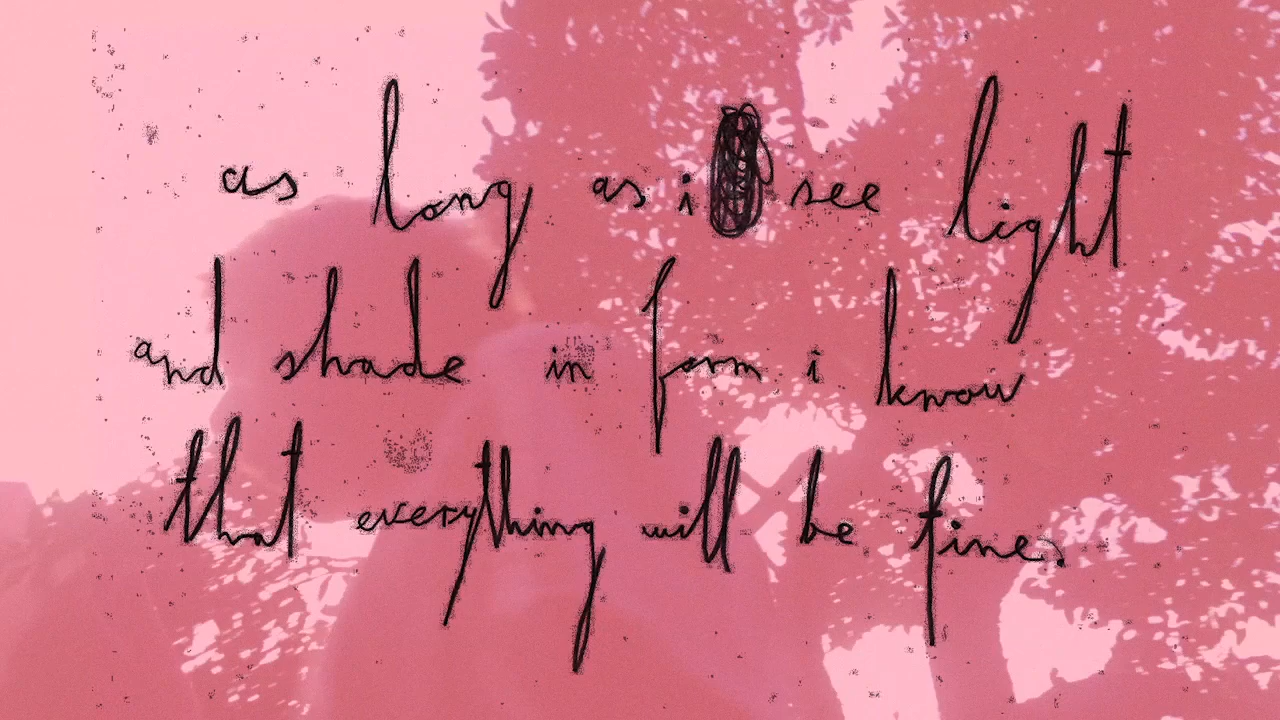 as long as i see light
and shade in form i know
that everything will be fine.